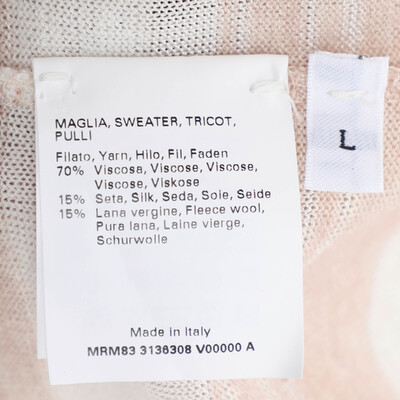 MAGLIA, SWEATER, TRICOT,
PULLI
Filato, Yarn, Hilo, Fil, Faden
70% Viscosa, Viscose, Viscose,
Viscose, Viskose
15% Seta, Silk, Seda, Soie, Seide
15% Lana vergine, Fleece wool,
Pura lana, Laine vierge,
Schurwolle
Made in Italy
MRM83 3136308 V00000 A
L